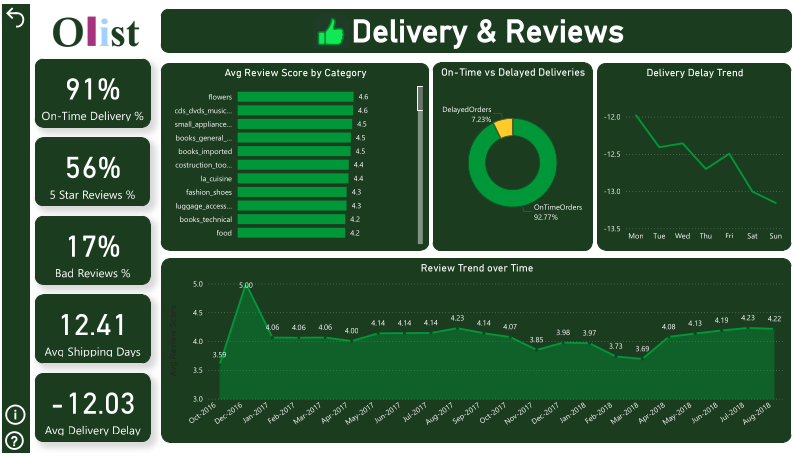 Olist
Delivery & Reviews
91%
On-Time Delivery %
56%
5 Star Reviews %
17%
Bad Reviews %
12.41
Avg Shipping Days
-12.03
Avg Delivery Delay
Avg Review Score by Category
flowers 4.6
cds_dvds_music... 4.6
small_appliance... 4.5
books_general_... 4.5
books_imported 4.5
costruction_too... 4.4
la_cuisine 4.4
fashion_shoes 4.3
luggage_access... 4.3
books_technical 4.2
food 4.2
On-Time vs Delayed Deliveries
DelayedOrders
7.23%
OnTimeOrders
92.77%
Delivery Delay Trend
-12.0
-12.5
-13.0
-13.5
Mon Tue Wed Thu Fri Sat Sun
Review Trend over Time
Avg Review Score
5.0
4.5
4.0
3.5
3.0
3.59 5.00 4.06 4.06 4.06 4.00 4.14 4.14 4.14 4.23 4.14 4.07 3.85 3.98 3.97 3.73 3.69 4.08 4.13 4.19 4.23 4.22
Oct-2016 Dec-2016 Jan-2017 Feb-2017 Mar-2017 Apr-2017 May-2017 Jun-2017 Jul-2017 Aug-2017 Sep-2017 Oct-2017 Nov-2017 Dec-2017 Jan-2018 Feb-2018 Mar-2018 Apr-2018 May-2018 Jun-2018 Jul-2018 Aug-2018